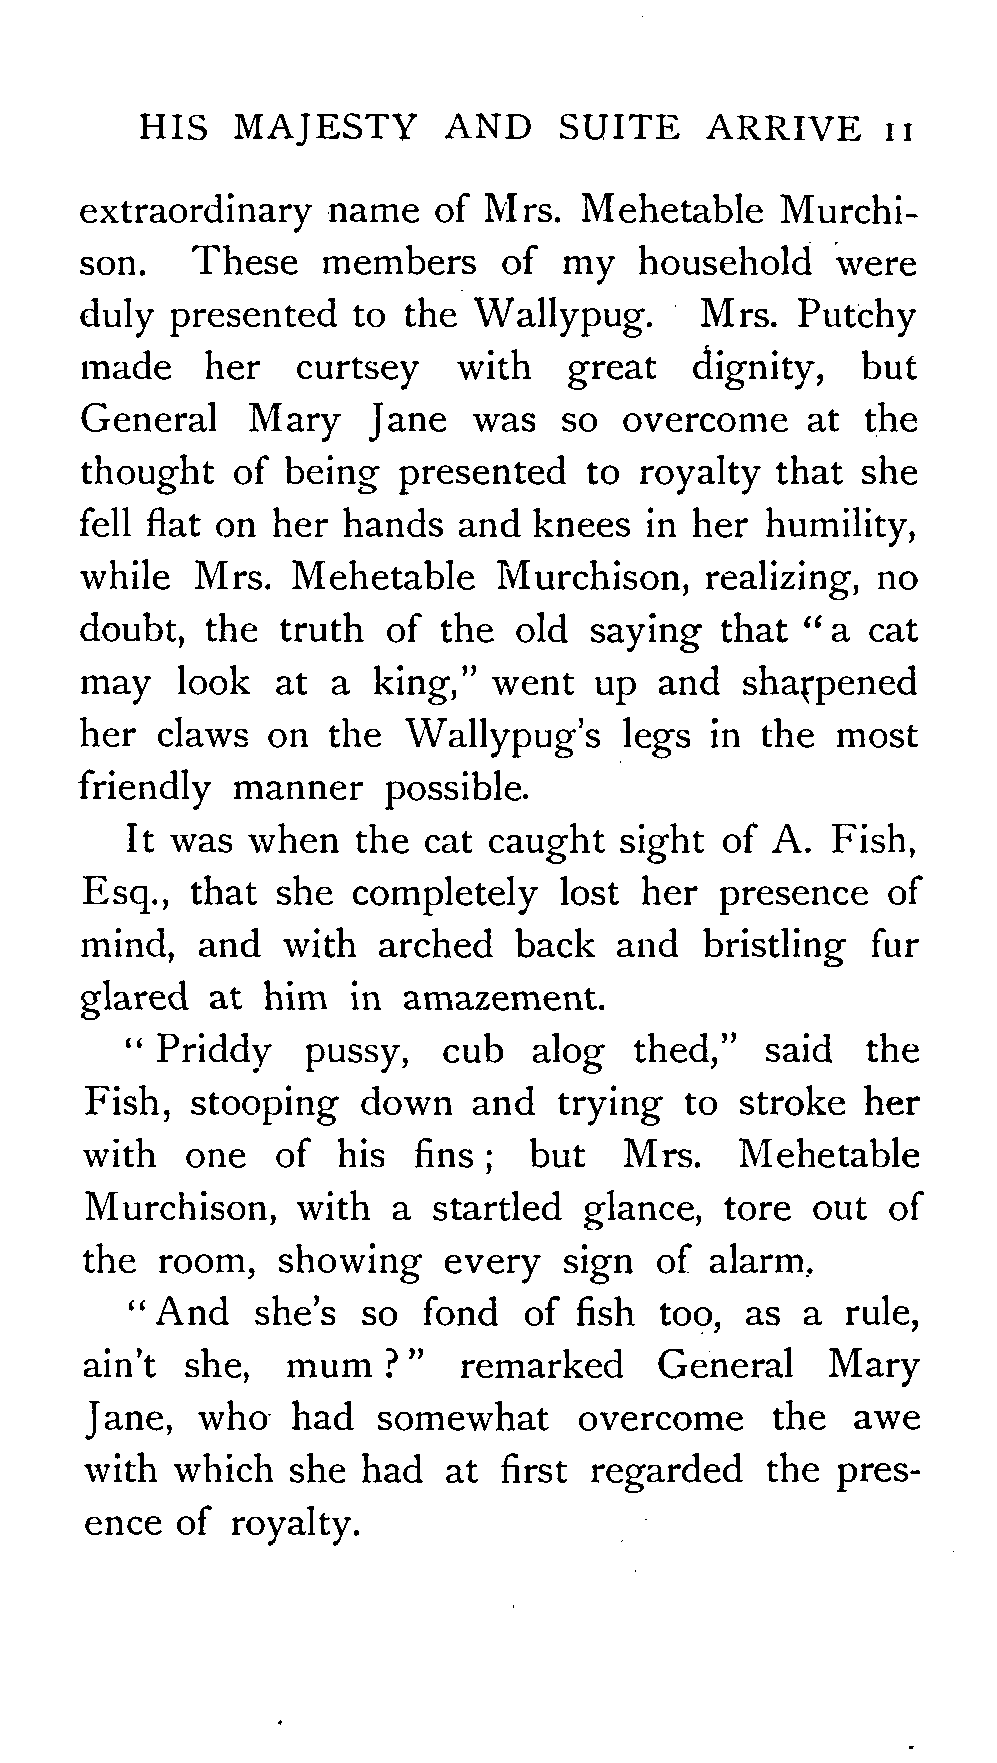 HIS MAJESTY AND SUITE ARRIVE 11
extraordinary name of Mrs. Mehetable Murchi-
son. These members of my household were
duly presented to the Wallypug. Mrs. Putchy
made her curtsey with great dignity, but
General Mary Jane was so overcome at the
thought of being presented to royalty that she
fell flat on her hands and knees in her humility,
while Mrs. Mehetable Murchison, realizing, no
doubt, the truth of the old saying that “a cat
may look at a king,” went up and sharpened
her claws on the Wallypug’s legs in the most
friendly manner possible.
It was when the cat caught sight of A. Fish,
Esq., that she completely lost her presence of
mind, and with arched back and bristling fur
glared at him in amazement.
“Priddy pussy, cub alog thed,” said the
Fish, stooping down and trying to stroke her
with one of his fins; but Mrs. Mehetable
Murchison, with a startled glance, tore out of
the room, showing every sign of alarm.
“And she’s so fond of fish too, as a rule,
ain’t she, mum?” remarked General Mary
Jane, who had somewhat overcome the awe
with which she had at first regarded the pres-
ence of royalty.